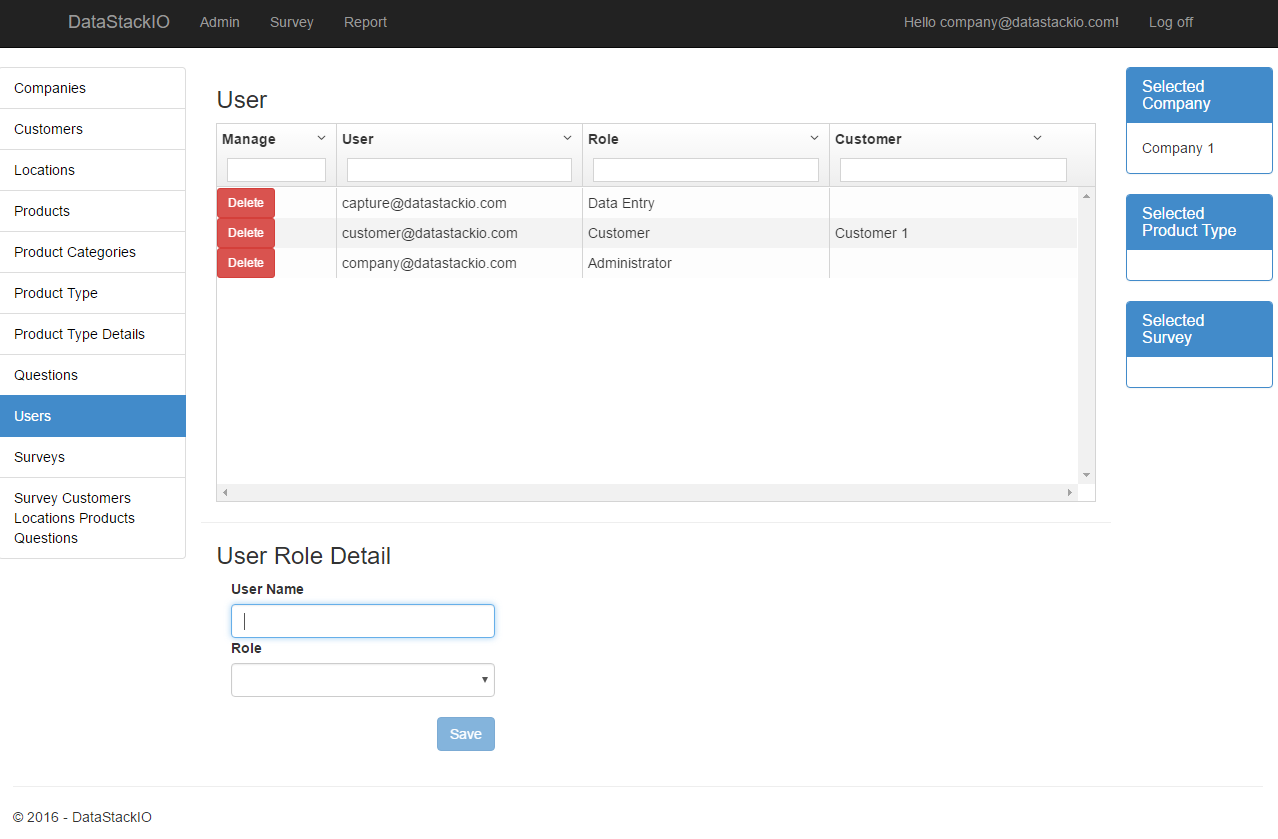 DataStackIO Admin Survey Report Hello company@datastackio.com! Log off
Companies
Customers
Locations
Products
Product Categories
Product Type
Product Type Details
Questions
Users
Surveys
Survey Customers
Locations Products
Questions
User
Manage User Role Customer
Delete capture@datastackio.com Data Entry
Delete customer@datastackio.com Customer Customer 1
Delete company@datastackio.com Administrator
User Role Detail
User Name
Role
Save
Selected
Company
Company 1
Selected
Product Type
Selected
Survey
© 2016 - DataStackIO